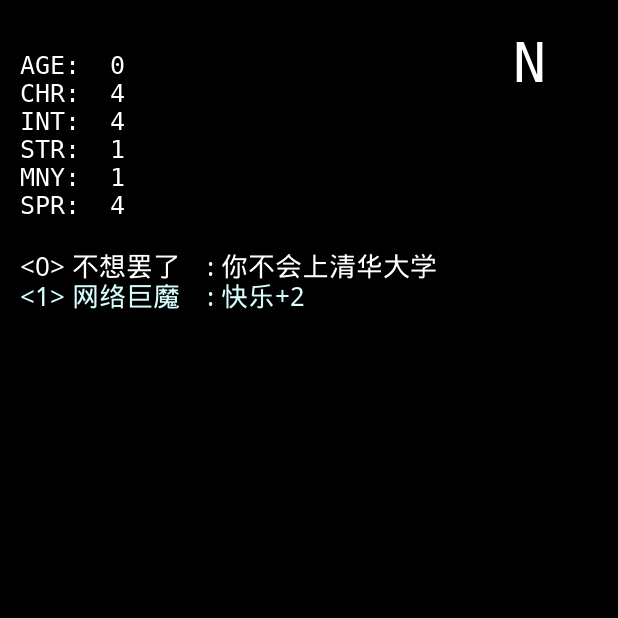 N
AGE: 0
CHR: 4
INT: 4
STR: 1
MNY: 1
SPR: 4
<0> 不想罢了 : 你不会上清华大学
<1> 网络巨魔 : 快乐+2